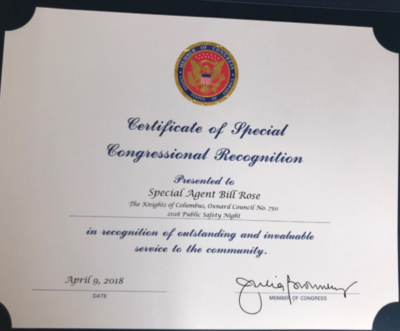 Certificate of Special
Congressional Recognition
Presented to
Special Agent Bill Rose
The Knights of Columbus, Oxnard Council No. 750
2018 Public Safety Night
in recognition of outstanding and invaluable
service to the community.
April 9, 2018
DATE
MEMBER OF CONGRESS